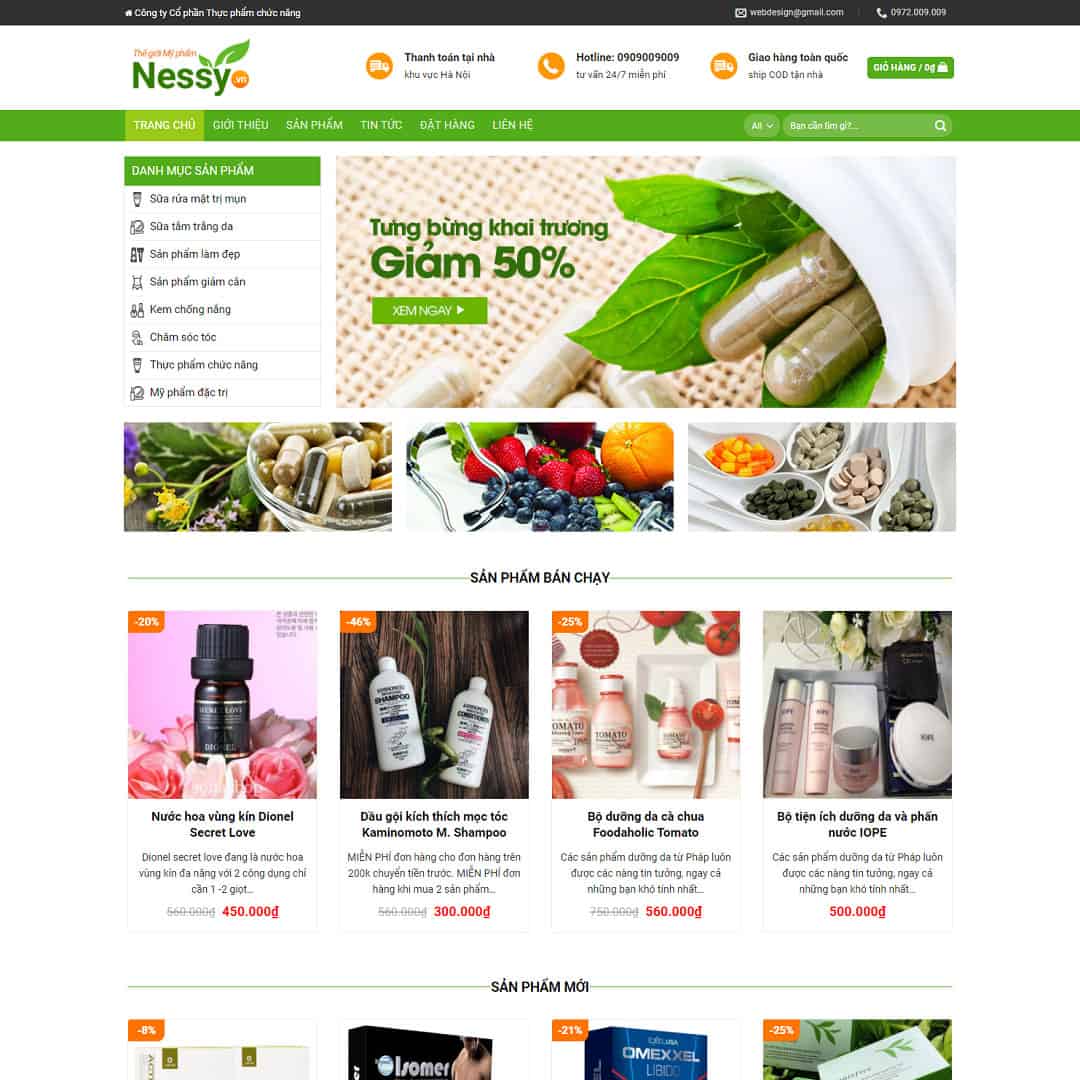 Công ty Cổ phần Thực phẩm chức năng
webdesign@gmail.com
0972.009.009
Thế giới Mỹ phẩm
Nessy.vn
Thanh toán tại nhà
khu vực Hà Nội
Hotline: 0909009009
tư vấn 24/7 miễn phí
Giao hàng toàn quốc
ship COD tận nhà
GIỎ HÀNG / 0₫
TRANG CHỦ GIỚI THIỆU SẢN PHẨM TIN TỨC ĐẶT HÀNG LIÊN HỆ
All
Bạn cần tìm gì?...
DANH MỤC SẢN PHẨM
Sữa rửa mặt trị mụn
Sữa tắm trắng da
Sản phẩm làm đẹp
Sản phẩm giảm cân
Kem chống nắng
Chăm sóc tóc
Thực phẩm chức năng
Mỹ phẩm đặc trị
Tưng bừng khai trương
Giảm 50%
XEM NGAY
SẢN PHẨM BÁN CHẠY
-20%
SECRET LOVE
DIONEL
Nước hoa vùng kín Dionel
Secret Love
Dionel secret love đang là nước hoa
vùng kín đa năng với 2 công dụng chỉ
cần 1 -2 giọt...
560.000₫ 450.000₫
-46%
SHAMPOO
CONDITIONER
Dầu gội kích thích mọc tóc
Kaminomoto M. Shampoo
MIỄN PHÍ đơn hàng cho đơn hàng trên
200k chuyển tiền trước. MIỄN PHÍ đơn
hàng khi mua 2 sản phẩm...
560.000₫ 300.000₫
-25%
TOMATO
TOMATO
Bộ dưỡng da cà chua
Foodaholic Tomato
Các sản phẩm dưỡng da từ Pháp luôn
được các nàng tin tưởng, ngay cả
những bạn khó tính nhất...
750.000₫ 560.000₫
IOPE
Bộ tiện ích dưỡng da và phấn
nước IOPE
Các sản phẩm dưỡng da từ Pháp luôn
được các nàng tin tưởng, ngay cả
những bạn khó tính nhất...
500.000₫
SẢN PHẨM MỚI
-8%
Isomer
-21%
OMEXXEL
LIBIDO
-25%
innisfree